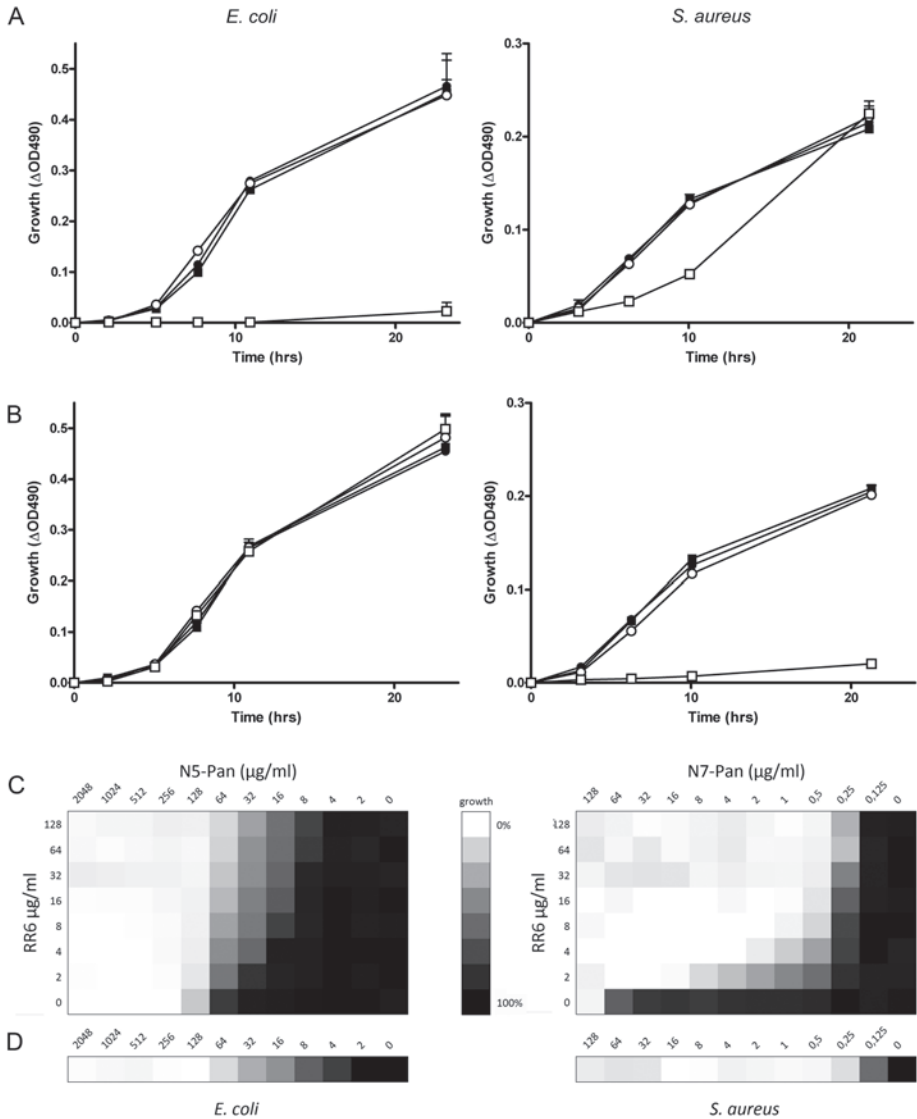 A
E. coli
S. aureus
0.5
0.4
0.3
0.2
0.1
0.0
Growth (ΔOD490)
0
10
20
Time (hrs)
0.3
0.2
0.1
0.0
Growth (ΔOD490)
0
10
20
Time (hrs)
B
0.5
0.4
0.3
0.2
0.1
0.0
Growth (ΔOD490)
0
10
20
Time (hrs)
0.3
0.2
0.1
0.0
Growth (ΔOD490)
0
10
20
Time (hrs)
C
N5-Pan (µg/ml)
2048 1024 512 256 128 64 32 16 8 4 2 0
RR6 µg/ml
128
64
32
16
8
4
2
0
growth
0%
100%
N7-Pan (µg/ml)
128 64 32 16 8 4 2 1 0,5 0,25 0,125 0
RR6 µg/ml
128
64
32
16
8
4
2
0
D
2048 1024 512 256 128 64 32 16 8 4 2 0
E. coli
128 64 32 16 8 4 2 1 0,5 0,25 0,125 0
S. aureus